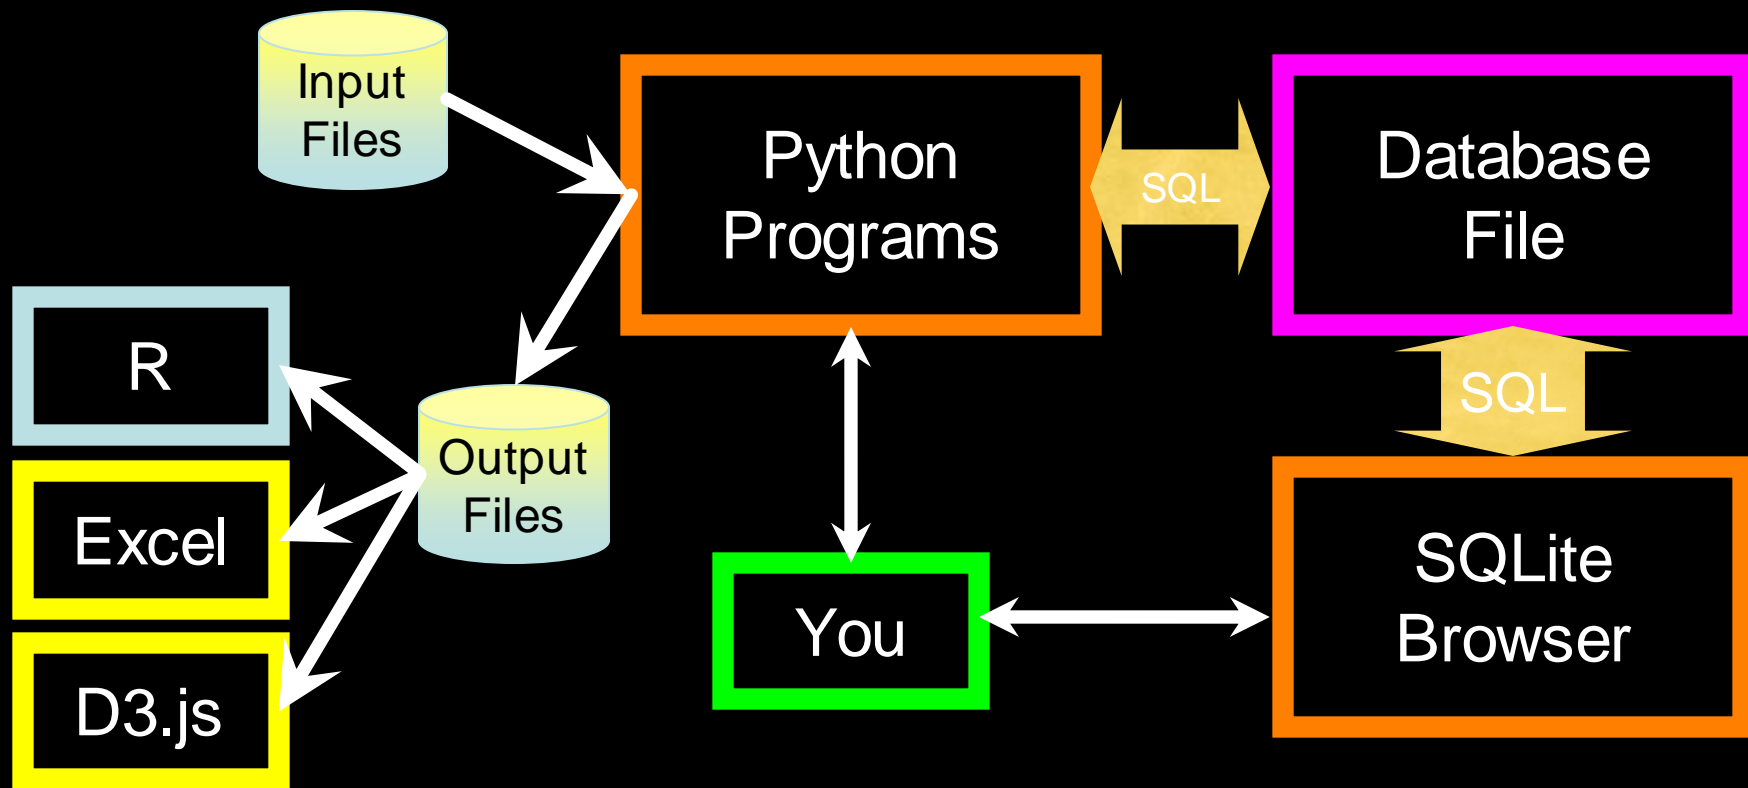 Input
Files
Python
Programs
SQL
Database
File
R
Excel
D3.js
Output
Files
SQL
You
SQLite
Browser